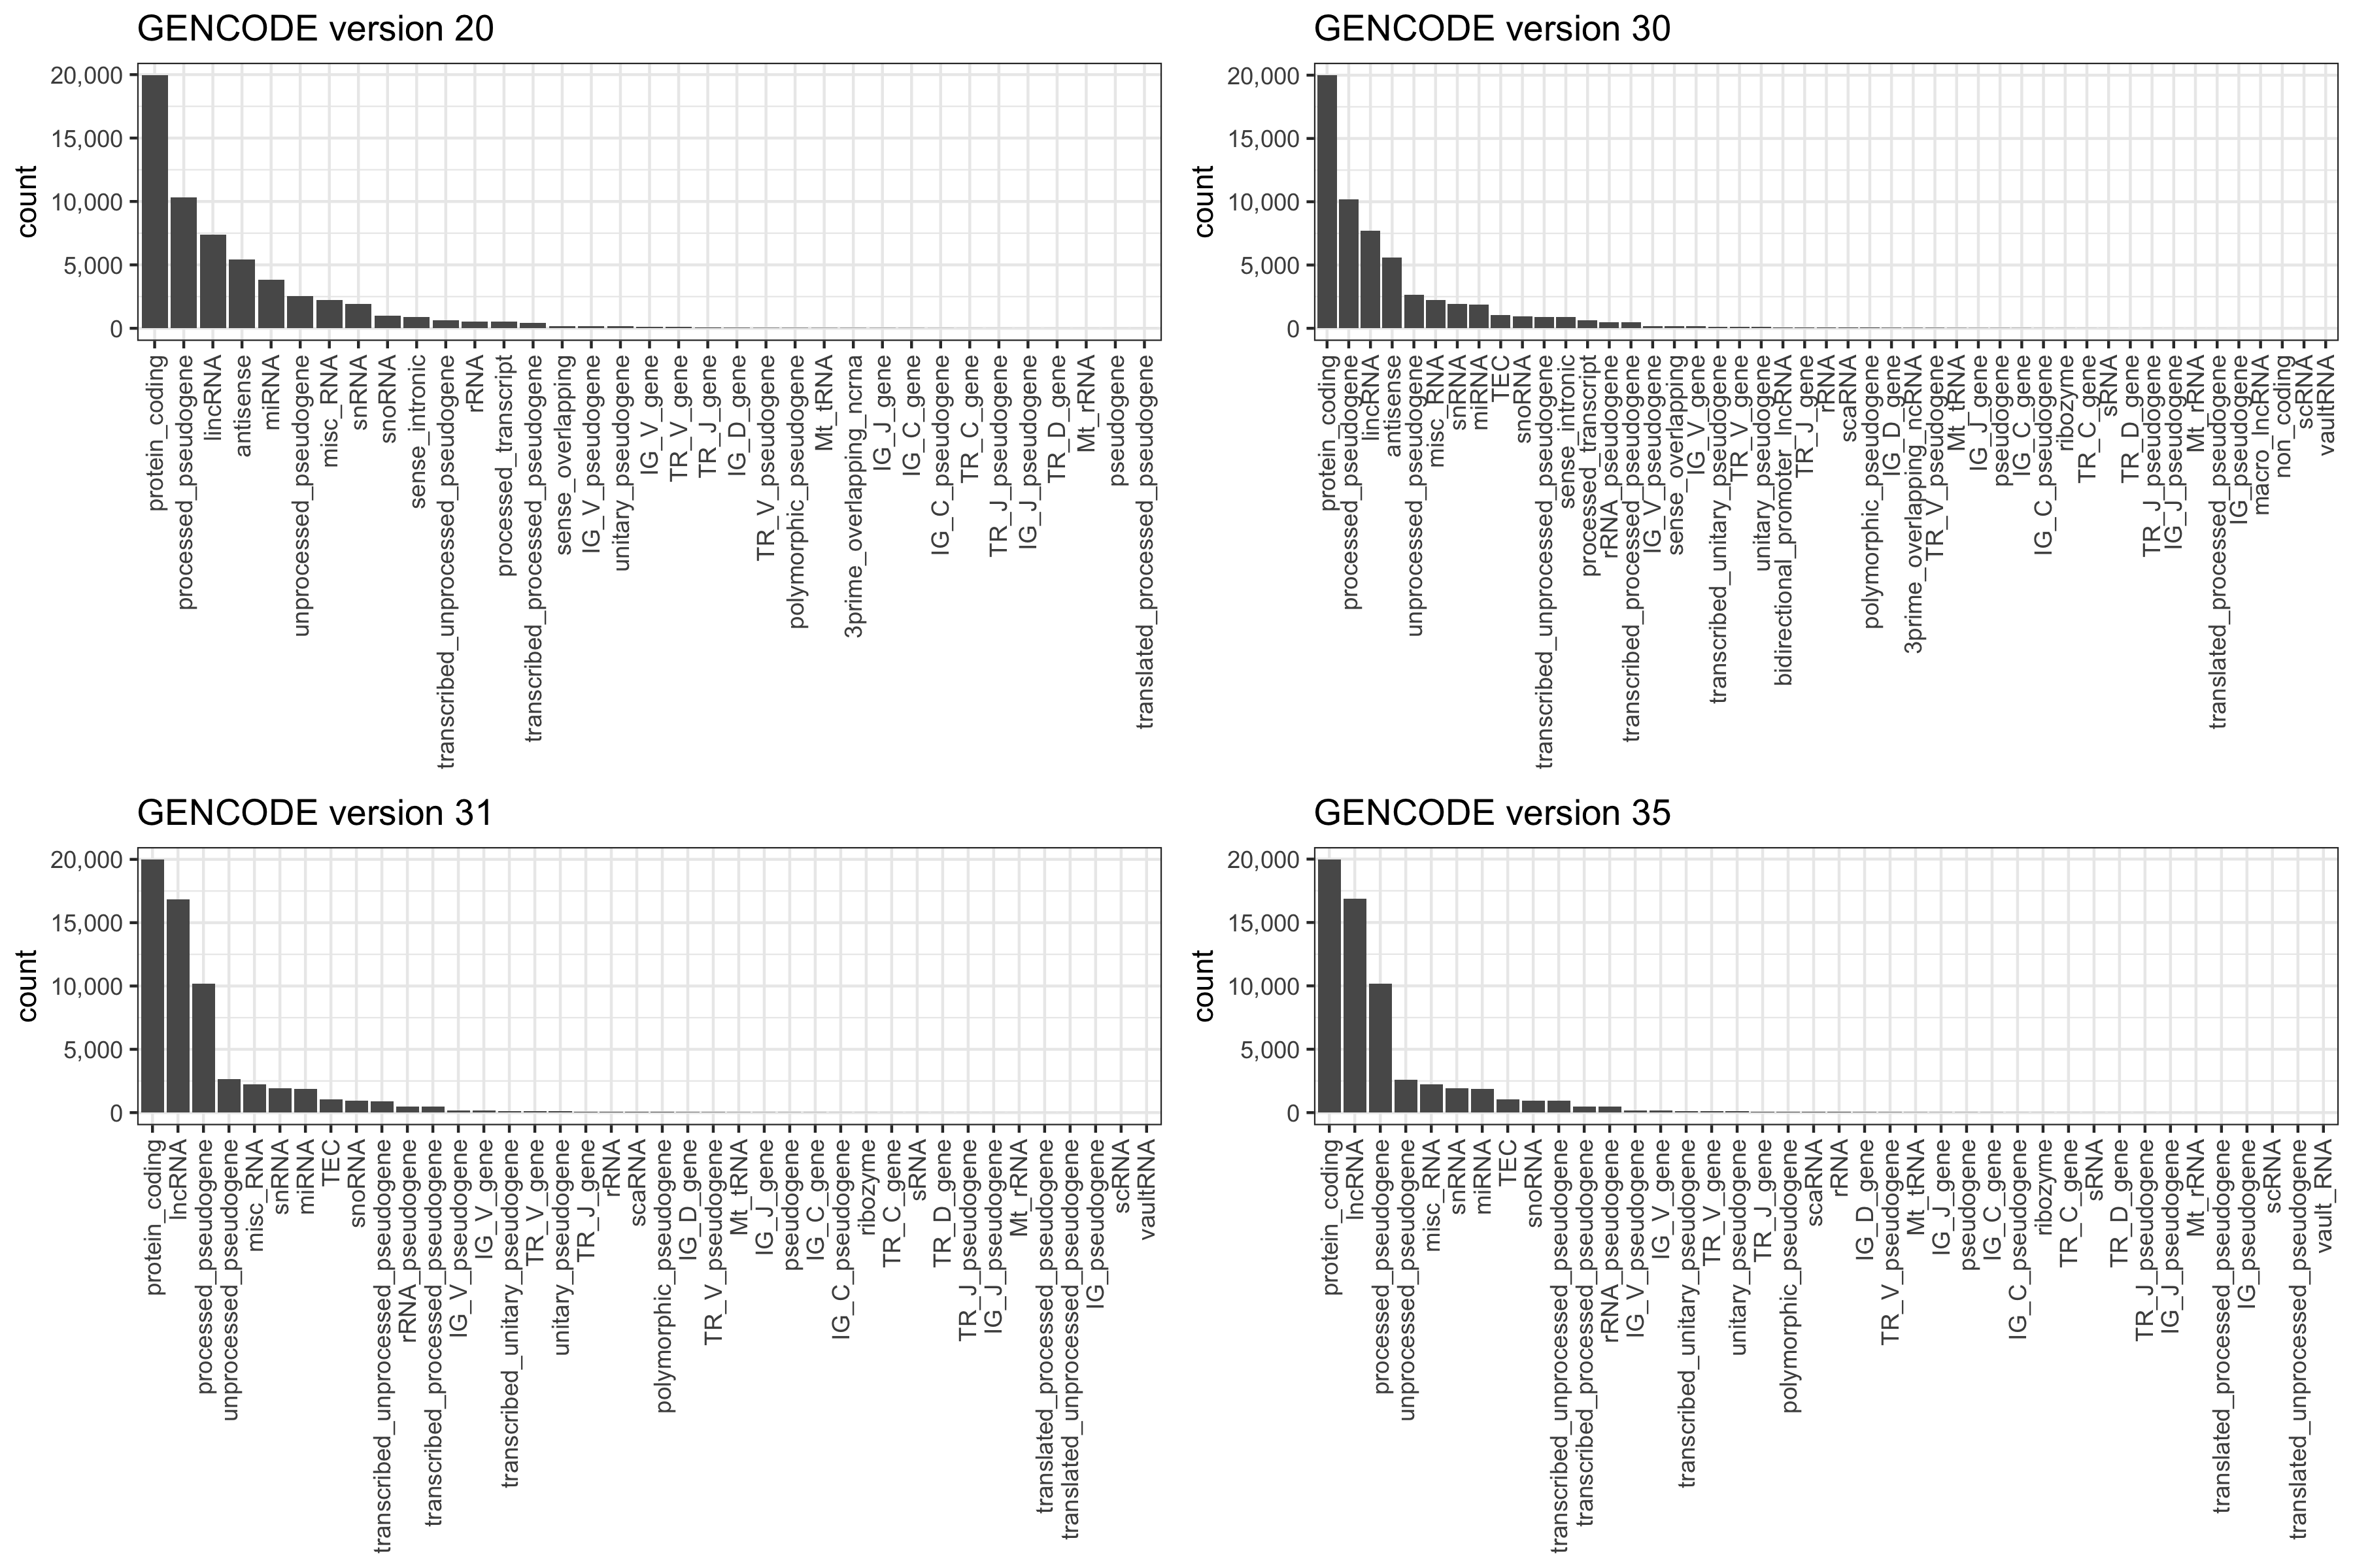 GENCODE version 20
count
20,000
15,000
10,000
5,000
0
protein_coding
processed_pseudogene
lincRNA
antisense
miRNA
unprocessed_pseudogene
misc_RNA
snRNA
snoRNA
sense_intronic
transcribed_unprocessed_pseudogene
rRNA
processed_transcript
transcribed_processed_pseudogene
sense_overlapping
IG_V_pseudogene
unitary_pseudogene
IG_V_gene
TR_V_gene
TR_J_gene
IG_D_gene
TR_V_pseudogene
polymorphic_pseudogene
Mt_tRNA
3prime_overlapping_ncrna
IG_J_gene
IG_C_gene
IG_C_pseudogene
TR_C_gene
TR_J_pseudogene
IG_J_pseudogene
TR_D_gene
Mt_rRNA
pseudogene
translated_processed_pseudogene
GENCODE version 30
count
20,000
15,000
10,000
5,000
0
protein_coding
processed_pseudogene
lincRNA
antisense
unprocessed_pseudogene
misc_RNA
snRNA
miRNA
TEC
snoRNA
transcribed_unprocessed_pseudogene
sense_intronic
processed_transcript
rRNA_pseudogene
transcribed_processed_pseudogene
IG_V_pseudogene
sense_overlapping
IG_V_gene
transcribed_unitary_pseudogene
TR_V_gene
unitary_pseudogene
bidirectional_promoter_lncRNA
TR_J_gene
rRNA
scaRNA
polymorphic_pseudogene
IG_D_gene
3prime_overlapping_ncRNA
TR_V_pseudogene
Mt_tRNA
IG_J_gene
pseudogene
IG_C_gene
IG_C_pseudogene
ribozyme
TR_C_gene
sRNA
TR_D_gene
TR_J_pseudogene
IG_J_pseudogene
Mt_rRNA
translated_processed_pseudogene
IG_pseudogene
macro_lncRNA
non_coding
scRNA
vaultRNA
GENCODE version 31
count
20,000
15,000
10,000
5,000
0
protein_coding
lncRNA
processed_pseudogene
unprocessed_pseudogene
misc_RNA
snRNA
miRNA
TEC
snoRNA
transcribed_unprocessed_pseudogene
rRNA_pseudogene
transcribed_processed_pseudogene
IG_V_pseudogene
IG_V_gene
transcribed_unitary_pseudogene
TR_V_gene
unitary_pseudogene
TR_J_gene
rRNA
scaRNA
polymorphic_pseudogene
IG_D_gene
TR_V_pseudogene
Mt_tRNA
IG_J_gene
pseudogene
IG_C_gene
IG_C_pseudogene
ribozyme
TR_C_gene
sRNA
TR_D_gene
TR_J_pseudogene
IG_J_pseudogene
Mt_rRNA
translated_processed_pseudogene
translated_unprocessed_pseudogene
IG_pseudogene
scRNA
vaultRNA
GENCODE version 35
count
20,000
15,000
10,000
5,000
0
protein_coding
lncRNA
processed_pseudogene
unprocessed_pseudogene
misc_RNA
snRNA
miRNA
TEC
snoRNA
transcribed_unprocessed_pseudogene
transcribed_processed_pseudogene
rRNA_pseudogene
IG_V_pseudogene
IG_V_gene
transcribed_unitary_pseudogene
TR_V_gene
unitary_pseudogene
TR_J_gene
polymorphic_pseudogene
scaRNA
rRNA
IG_D_gene
TR_V_pseudogene
Mt_tRNA
IG_J_gene
pseudogene
IG_C_gene
IG_C_pseudogene
ribozyme
TR_C_gene
sRNA
TR_D_gene
TR_J_pseudogene
IG_J_pseudogene
Mt_rRNA
translated_processed_pseudogene
IG_pseudogene
scRNA
translated_unprocessed_pseudogene
vault_RNA